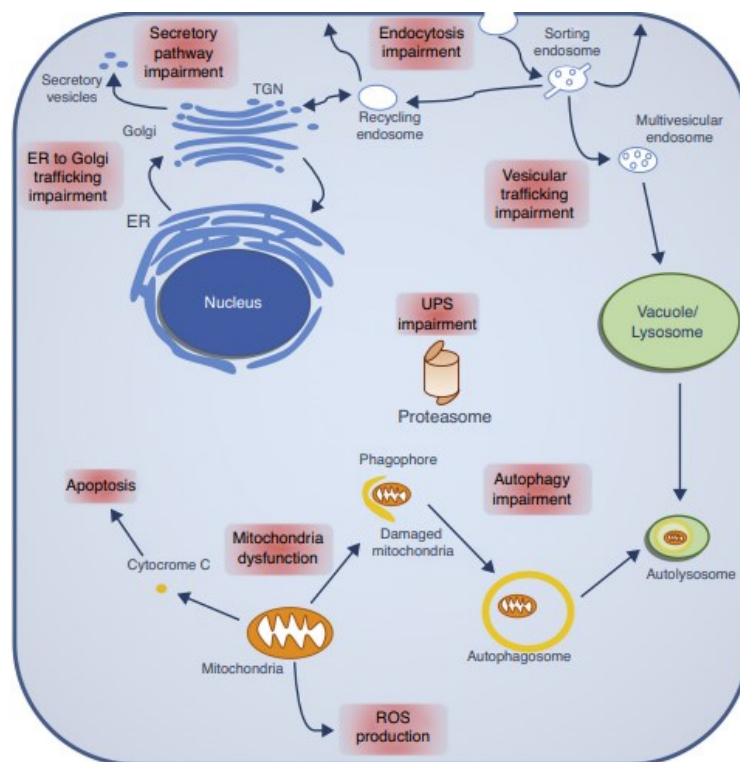 Secretory
pathway
impairment
Endocytosis
impairment
Sorting
endosome
Secretory
vesicles
TGN
Golgi
Recycling
endosome
Multivesicular
endosome
ER to Golgi
trafficking
impairment
Vesicular
trafficking
impairment
ER
Nucleus
UPS
impairment
Vacuole/
Lysosome
Proteasome
Phagophore
Autophagy
impairment
Apoptosis
Mitochondria
dysfunction
Damaged
mitochondria
Cytocrome C
Autolysosome
Mitochondria
Autophagosome
ROS
production